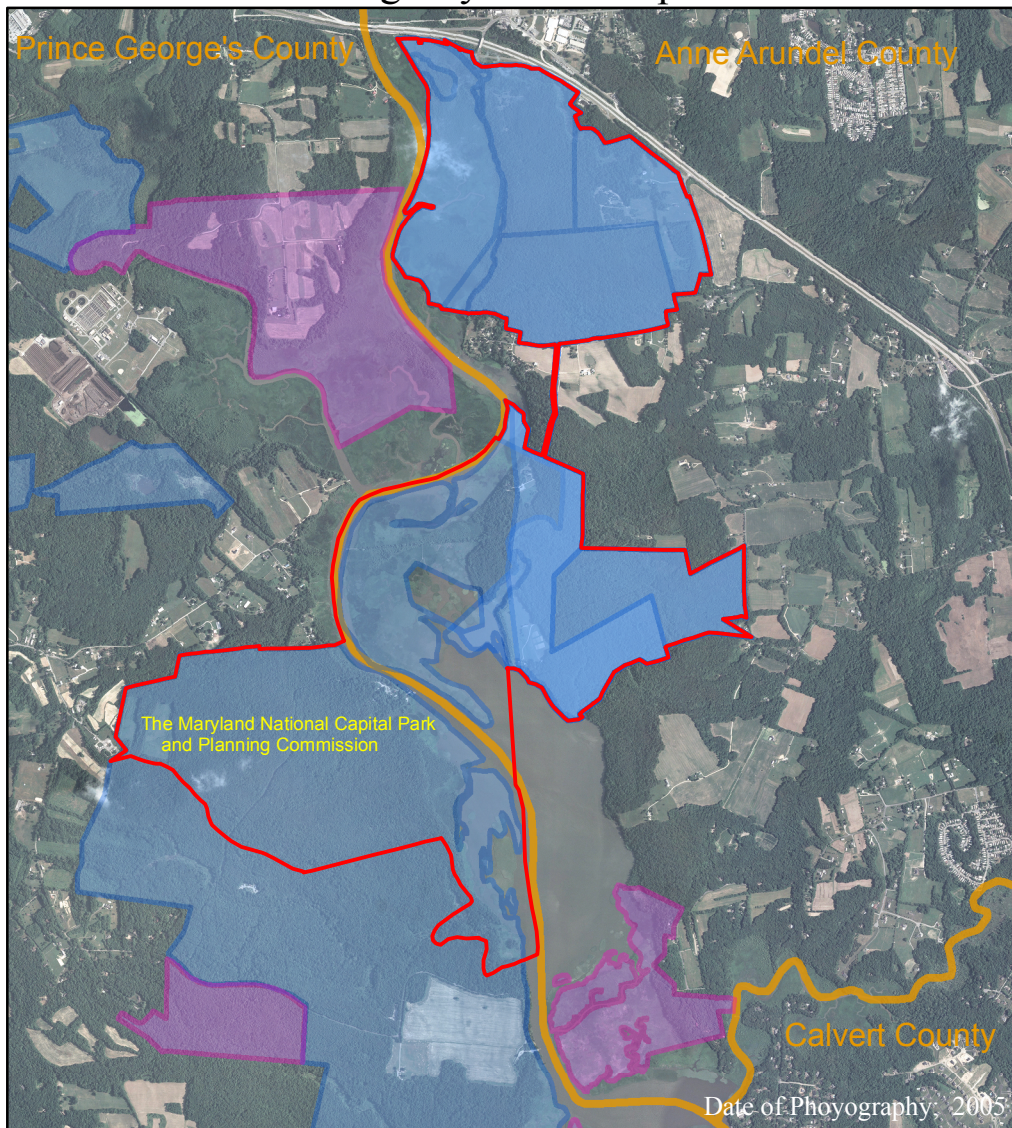 Prince George's County
Anne Arundel County
The Maryland National Capital Park
and Planning Commission
Calvert County
Date of Phoyography; 2005